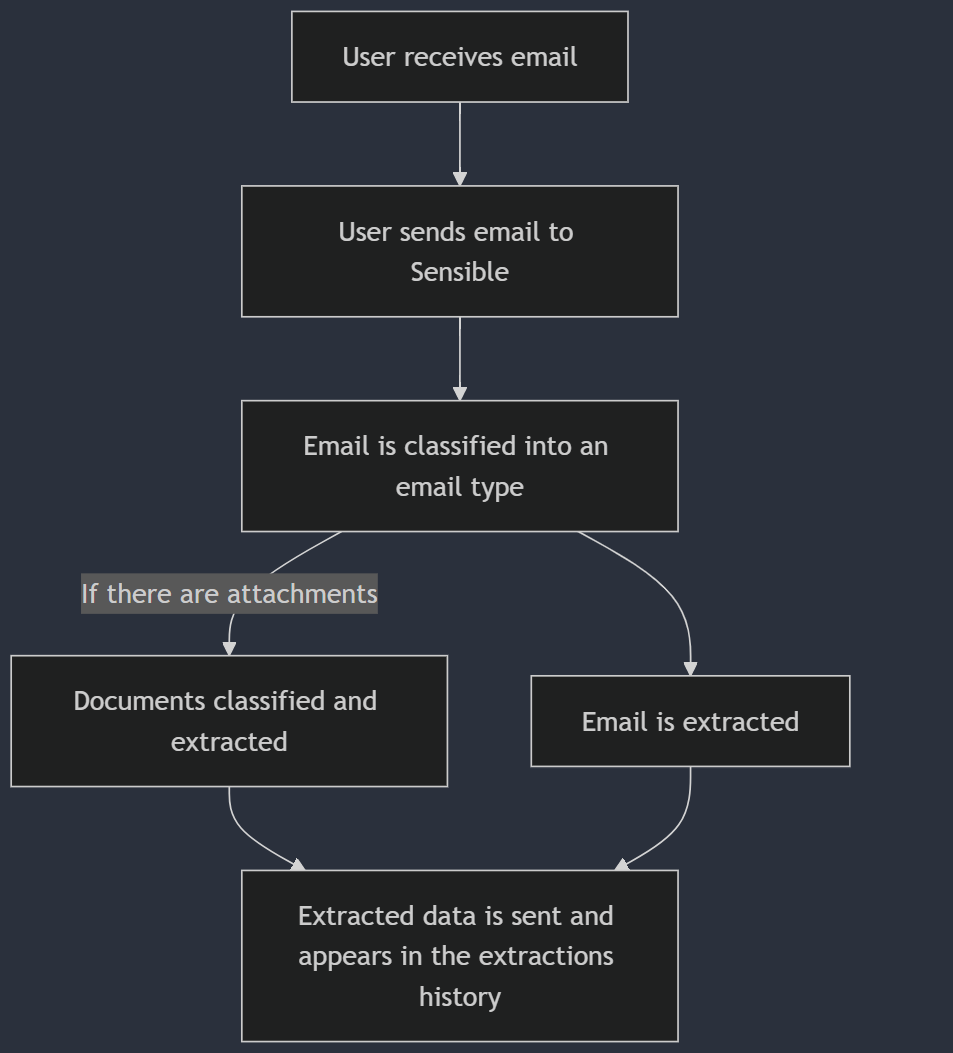 User receives email
User sends email to
Sensible
Email is classified into an
email type
If there are attachments
Documents classified and
extracted
Email is extracted
Extracted data is sent and
appears in the extractions
history